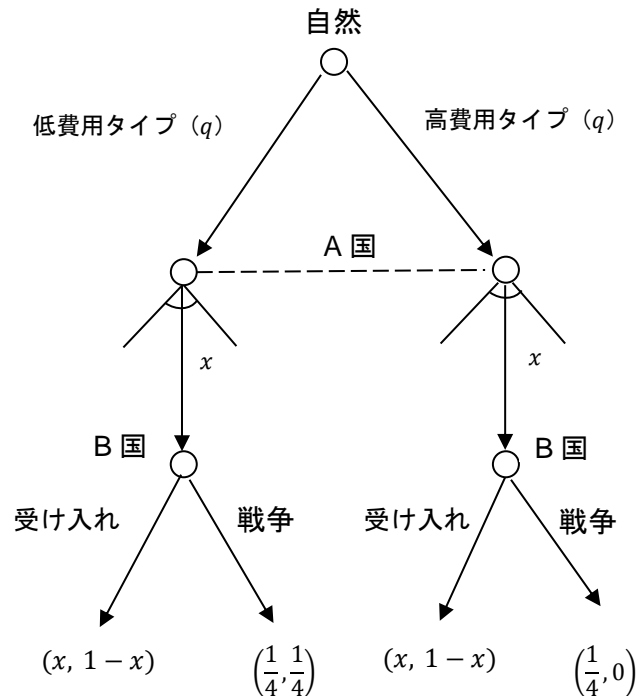 自然
低費用タイプ（q）
高費用タイプ（q）
A 国
x
x
B 国
B 国
受け入れ
戦争
受け入れ
戦争
(x, 1 − x)
(1/4, 1/4)
(x, 1 − x)
(1/4, 0)